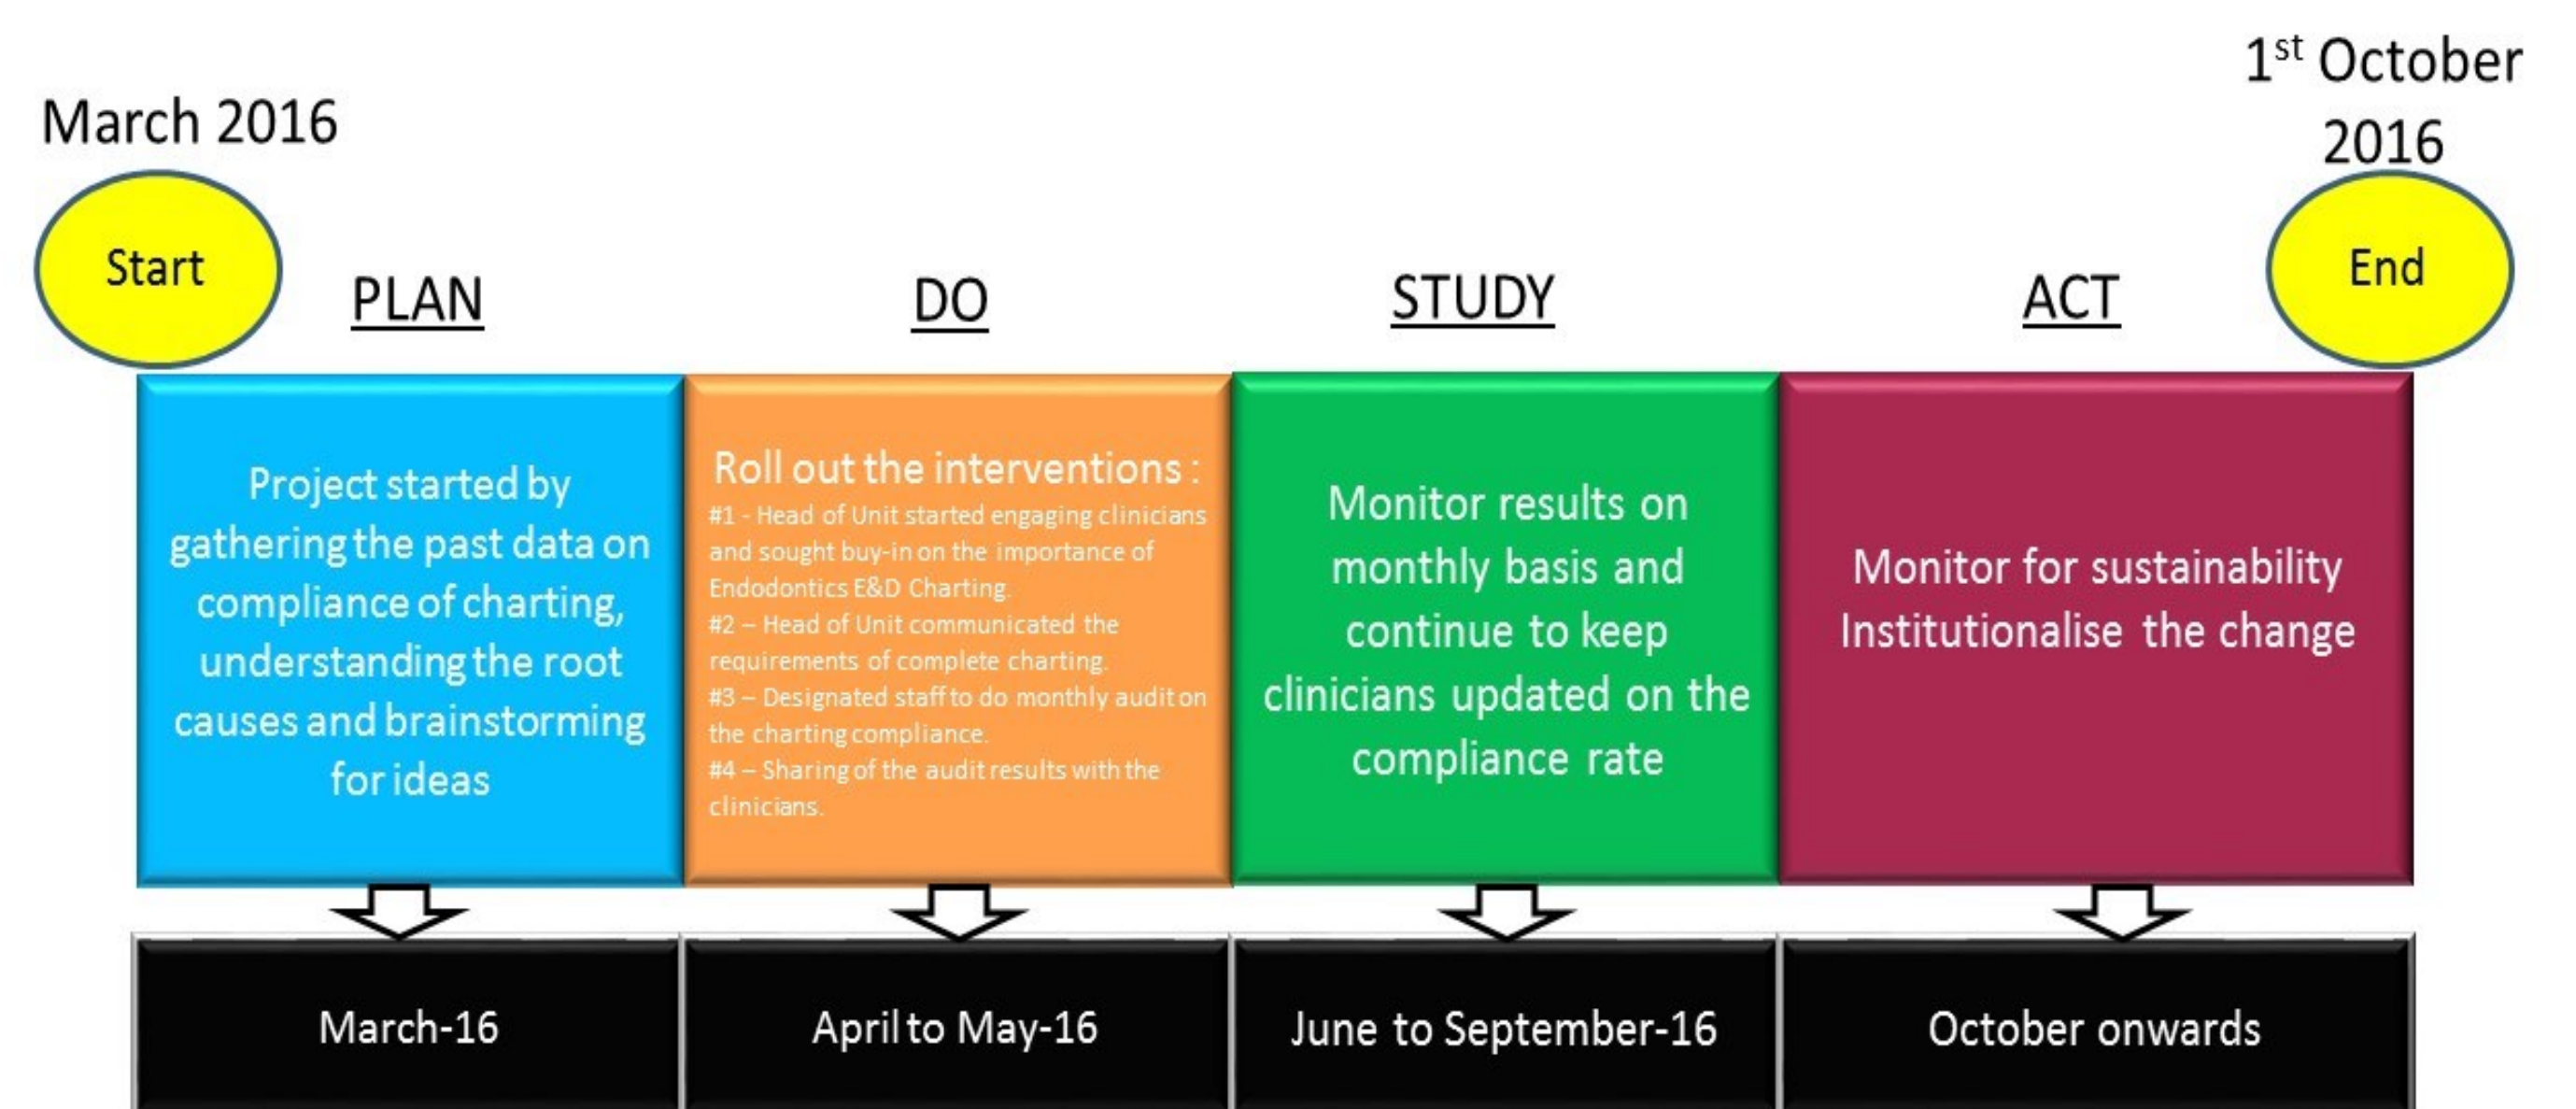 March 2016
1st October
2016
Start
End
PLAN
DO
STUDY
ACT
Project started by
gathering the past data on
compliance of charting,
understanding the root
causes and brainstorming
for ideas
Roll out the interventions :
#1 - Head of Unit started engaging clinicians
and sought buy-in on the importance of
Endodontics E&D Charting.
#2 – Head of Unit communicated the
requirements of complete charting.
#3 – Designated staff to do monthly audit on
the charting compliance.
#4 – Sharing of the audit results with the
clinicians.
Monitor results on
monthly basis and
continue to keep
clinicians updated on the
compliance rate
Monitor for sustainability
Institutionalise the change
March-16
April to May-16
June to September-16
October onwards